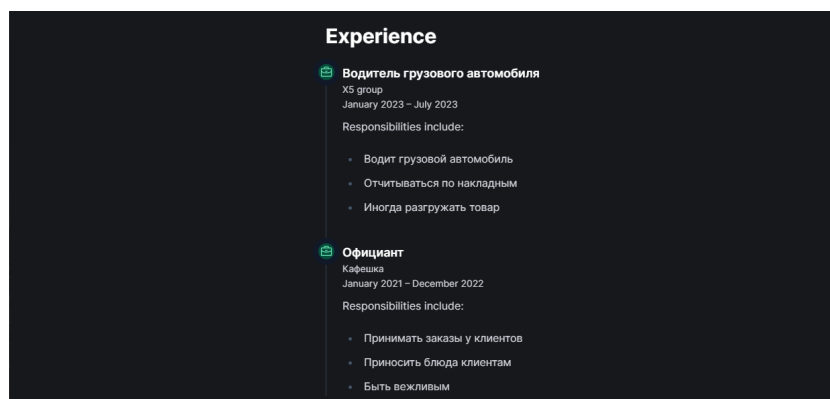 Experience
Водитель грузового автомобиля
X5 group
January 2023 – July 2023
Responsibilities include:
Водит грузовой автомобиль
Отчитываться по накладным
Иногда разгружать товар
Официант
Кафешка
January 2021 – December 2022
Responsibilities include:
Принимать заказы у клиентов
Приносить блюда клиентам
Быть вежливым